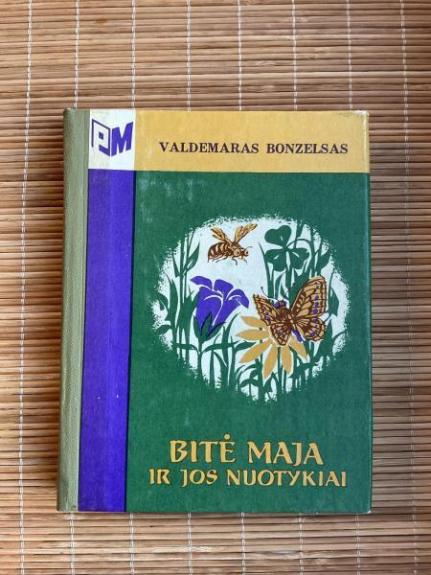 PM
VALDEMARAS BONZELSAS
BITĖ MAJA
IR JOS NUOTYKIAI